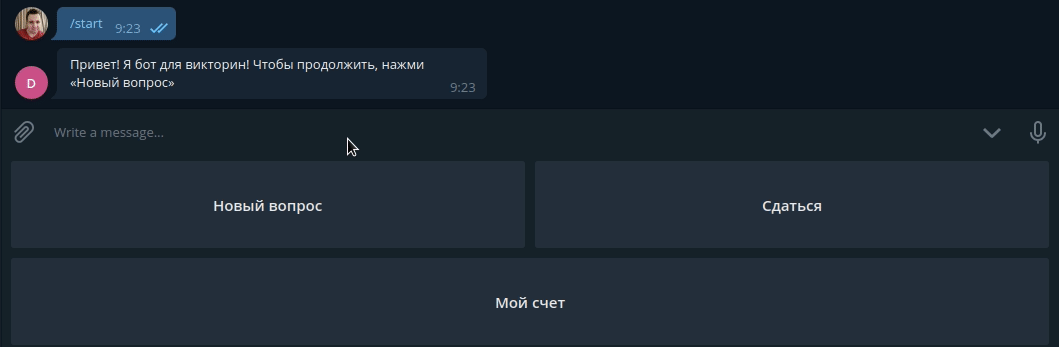 /start 9:23
Привет! Я бот для викторин! Чтобы продолжить, нажми
«Новый вопрос»
9:23
D
Write a message...
Новый вопрос
Сдаться
Мой счет